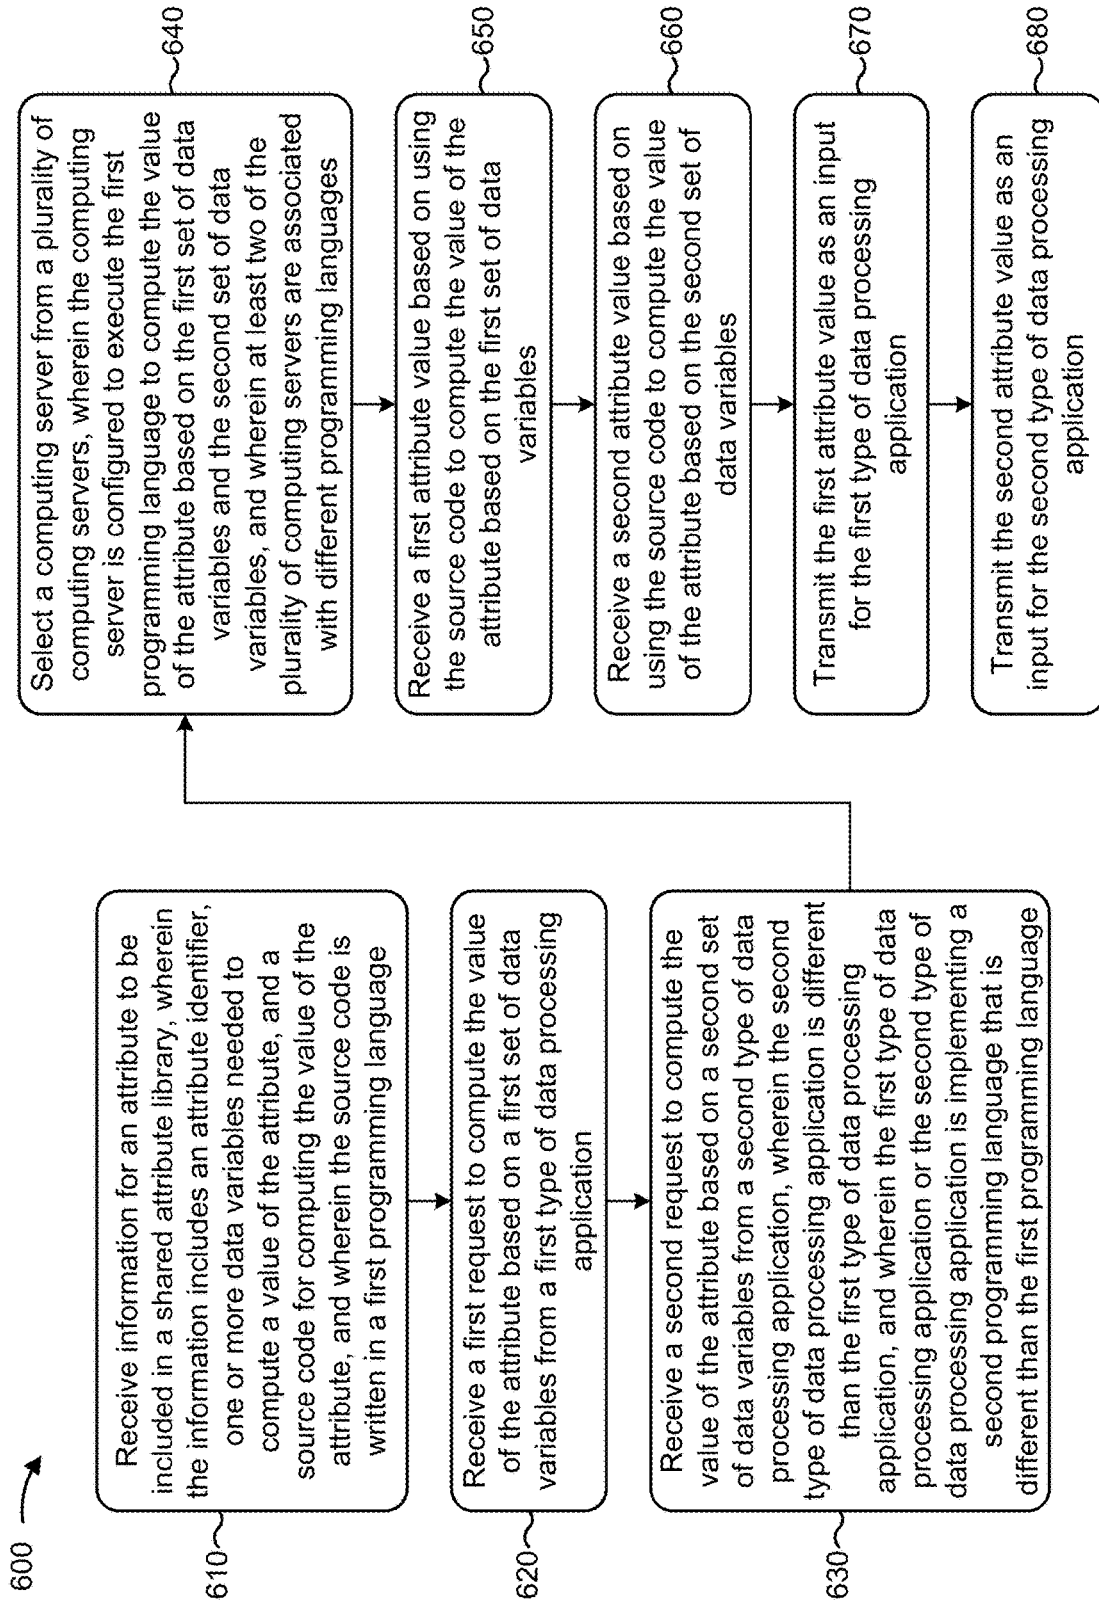 600
610
Receive information for an attribute to be
included in a shared attribute library, wherein
the information includes an attribute identifier,
one or more data variables needed to
compute a value of the attribute, and a
source code for computing the value of the
attribute, and wherein the source code is
written in a first programming language
620
Receive a first request to compute the value
of the attribute based on a first set of data
variables from a first type of data processing
application
630
Receive a second request to compute the
value of the attribute based on a second set
of data variables from a second type of data
processing application, wherein the second
type of data processing application is different
than the first type of data processing
application, and wherein the first type of data
processing application or the second type of
data processing application is implementing a
second programming language that is
different than the first programming language
640
Select a computing server from a plurality of
computing servers, wherein the computing
server is configured to execute the first
programming language to compute the value
of the attribute based on the first set of data
variables and the second set of data
variables, and wherein at least two of the
plurality of computing servers are associated
with different programming languages
650
Receive a first attribute value based on using
the source code to compute the value of the
attribute based on the first set of data
variables
660
Receive a second attribute value based on
using the source code to compute the value
of the attribute based on the second set of
data variables
670
Transmit the first attribute value as an input
for the first type of data processing
application
680
Transmit the second attribute value as an
input for the second type of data processing
application